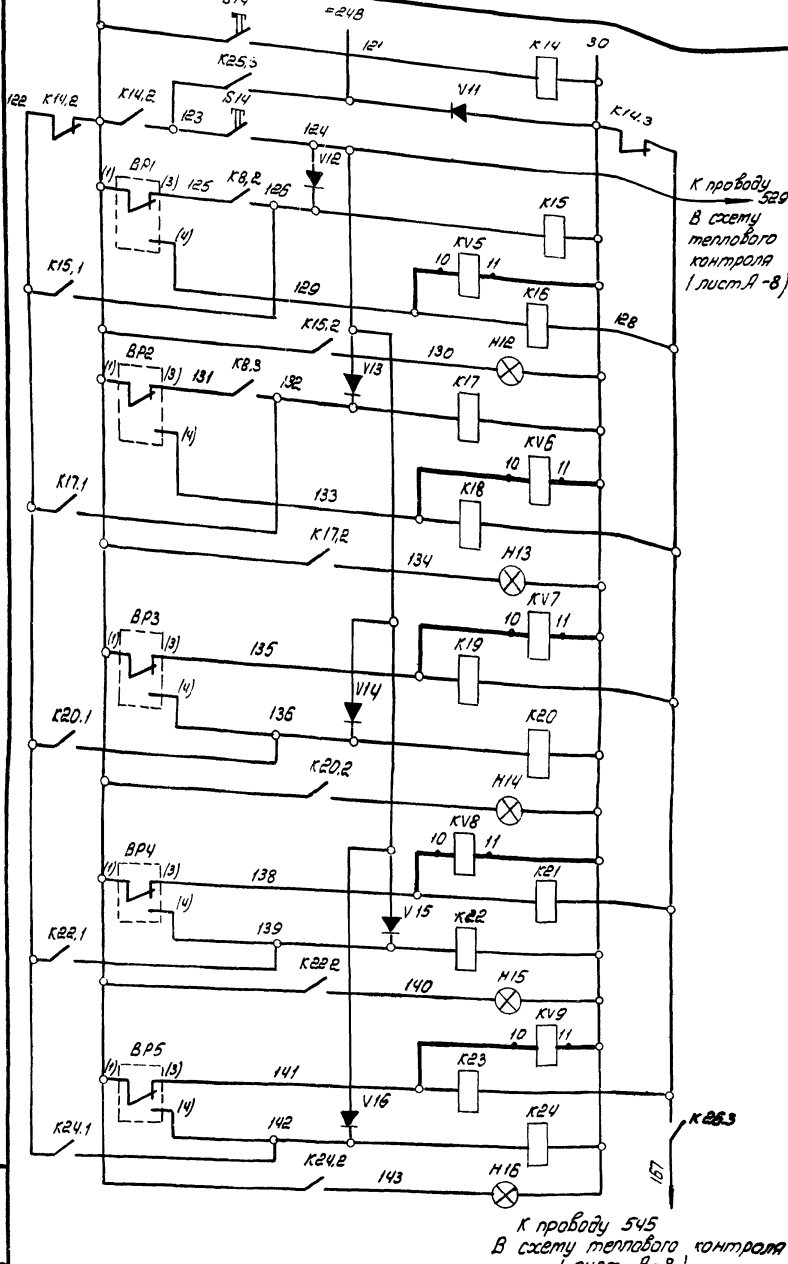 =24В
121
К14
30
К25,3
S14
V11
122
К14,2
К14,2
123
124
К14.3
V12
(1)
ВР1
(3)
125
К8,2
126
К15
К проводу
529
В схему
теплового
контроля
(лист А-8)
(4)
10
KV5
11
К15,1
129
К16
128
К15,2
130
Н12
(1)
ВР2
(3)
131
К8.3
132
V13
К17
(4)
KV6
10
11
К17.1
133
К18
К17,2
134
Н13
ВР3
(1)
(3)
135
KV7
10
11
К19
(4)
V14
136
К20
К20.1
К20,2
Н14
KV8
10
11
ВР4
(1)
(3)
138
К21
(4)
V15
139
К22
К22,1
К22.2
140
Н15
KV9
10
11
ВР5
(1)
(3)
141
К23
(4)
V16
142
К24
К24.1
К26.3
К24,2
143
Н16
167
К проводу 545
В схему теплового контроля